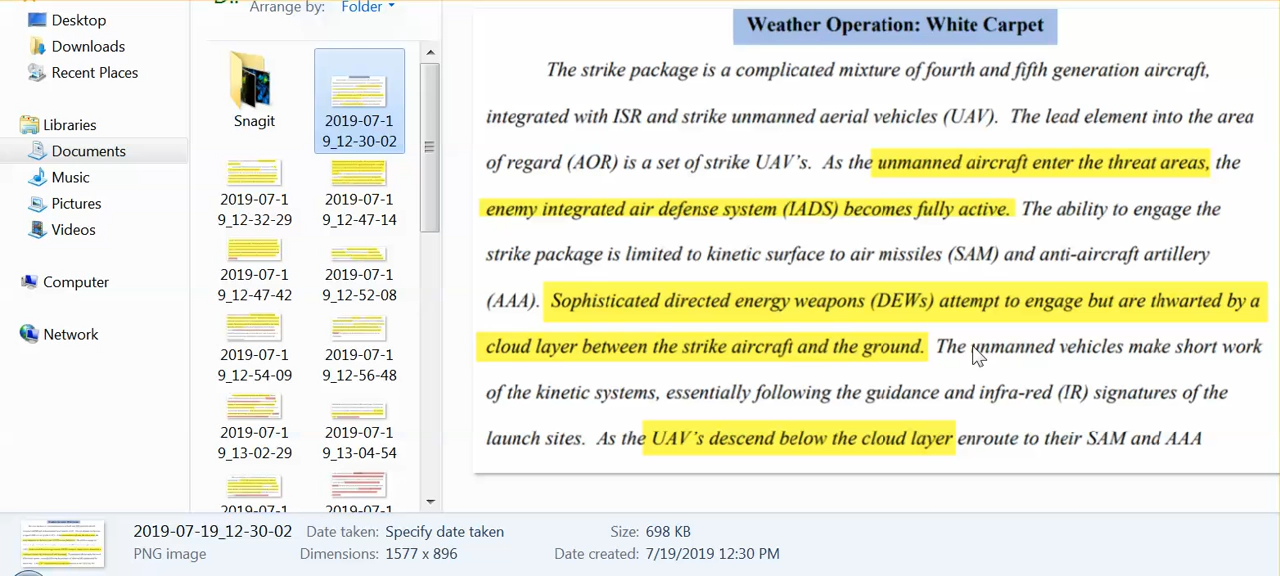 Arrange by: Folder
Desktop
Downloads
Recent Places
Libraries
Documents
Music
Pictures
Videos
Computer
Network
Snagit
2019-07-1
9_12-30-02
2019-07-1
9_12-32-29
2019-07-1
9_12-47-14
2019-07-1
9_12-47-42
2019-07-1
9_12-52-08
2019-07-1
9_12-54-09
2019-07-1
9_12-56-48
2019-07-1
9_13-02-29
2019-07-1
9_13-04-54
2019-07-1
2019-07-1
Weather Operation: White Carpet
The strike package is a complicated mixture of fourth and fifth generation aircraft,
integrated with ISR and strike unmanned aerial vehicles (UAV). The lead element into the area
of regard (AOR) is a set of strike UAV's. As the unmanned aircraft enter the threat areas, the
enemy integrated air defense system (IADS) becomes fully active. The ability to engage the
strike package is limited to kinetic surface to air missiles (SAM) and anti-aircraft artillery
(AAA). Sophisticated directed energy weapons (DEWs) attempt to engage but are thwarted by a
cloud layer between the strike aircraft and the ground. The unmanned vehicles make short work
of the kinetic systems, essentially following the guidance and infra-red (IR) signatures of the
launch sites. As the UAV's descend below the cloud layer enroute to their SAM and AAA
2019-07-19_12-30-02 Date taken: Specify date taken Size: 698 KB
PNG image Dimensions: 1577 x 896 Date created: 7/19/2019 12:30 PM